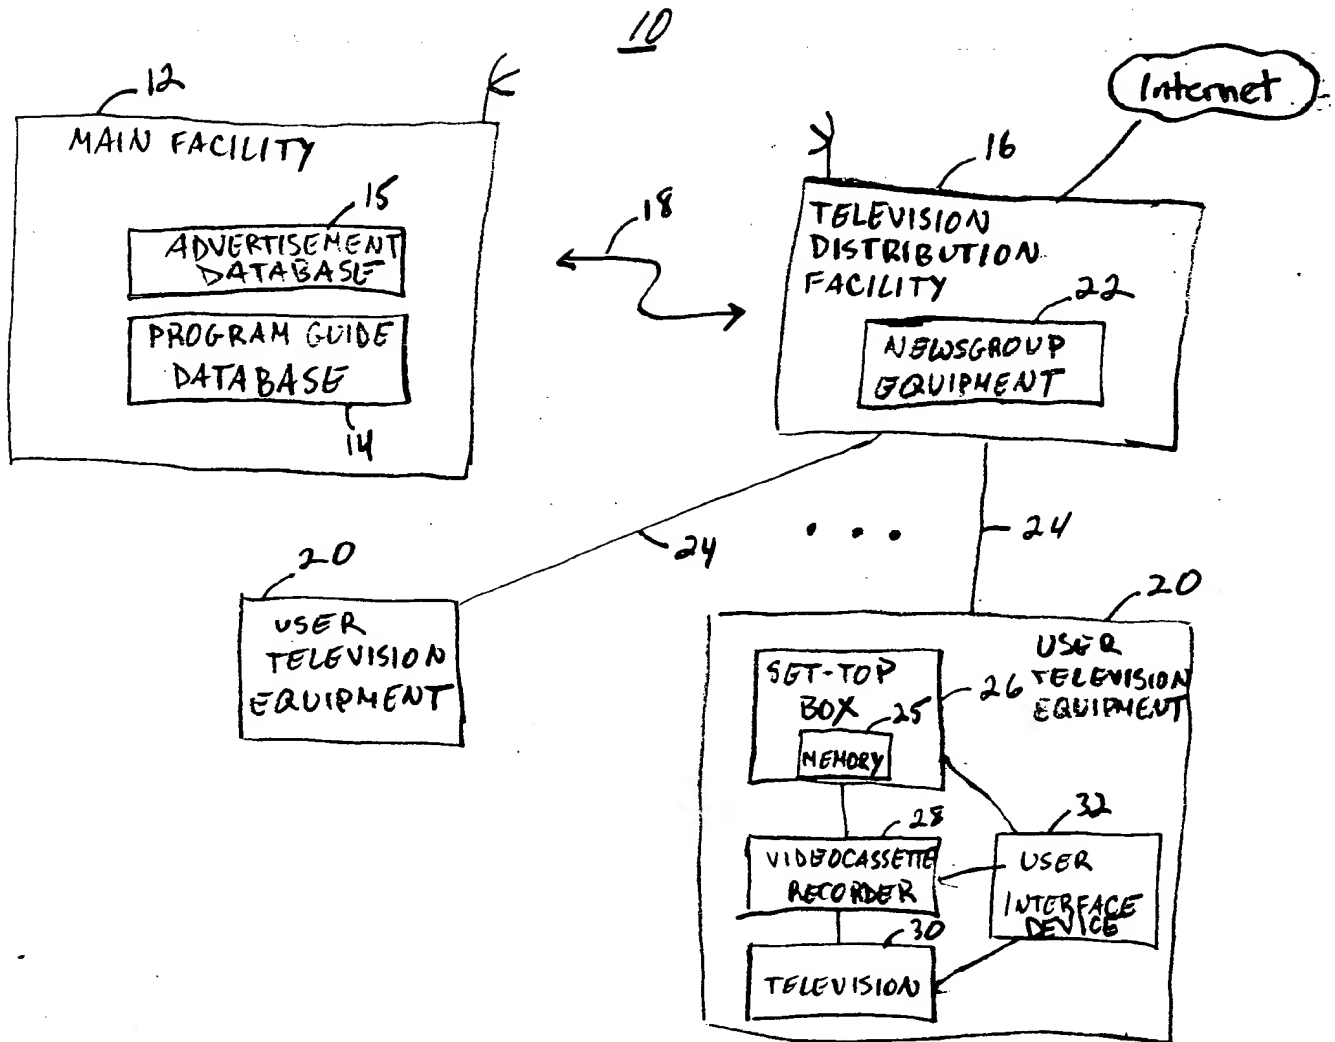 10
12
MAIN FACILITY
15
ADVERTISEMENT
DATABASE
PROGRAM GUIDE
DATABASE
14
18
Internet
16
TELEVISION
DISTRIBUTION
FACILITY
22
NEWSGROUP
EQUIPMENT
24
24
20
USER
TELEVISION
EQUIPMENT
20
USER
TELEVISION
EQUIPMENT
SET-TOP
BOX
26
25
MEMORY
28
VIDEOCASSETTE
RECORDER
32
USER
INTERFACE
DEVICE
30
TELEVISION